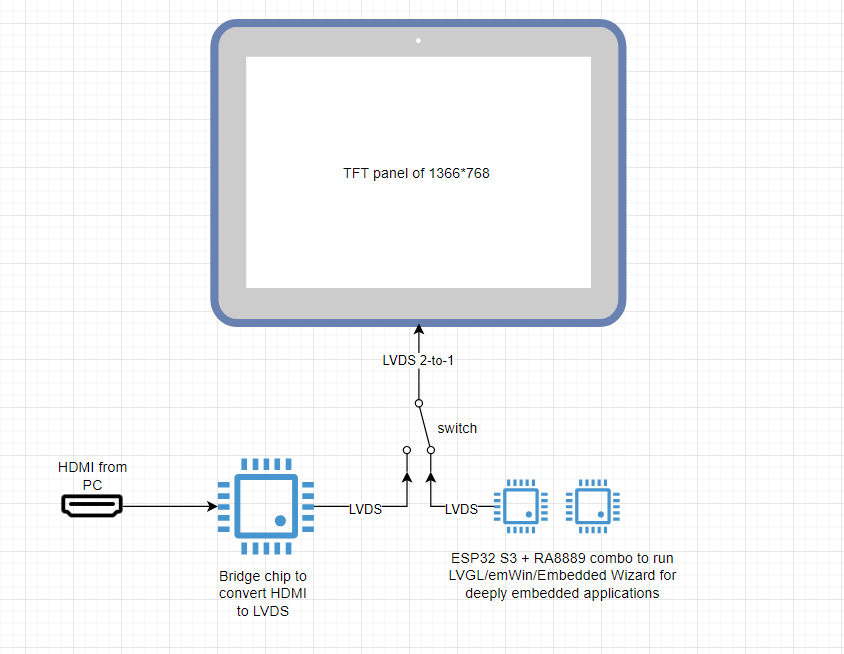 TFT panel of 1366*768
LVDS 2-to-1
switch
HDMI from
PC
LVDS
LVDS
ESP32 S3 + RA8889 combo to run
LVGL/emWin/Embedded Wizard for
deeply embedded applications
Bridge chip to
convert HDMI
to LVDS